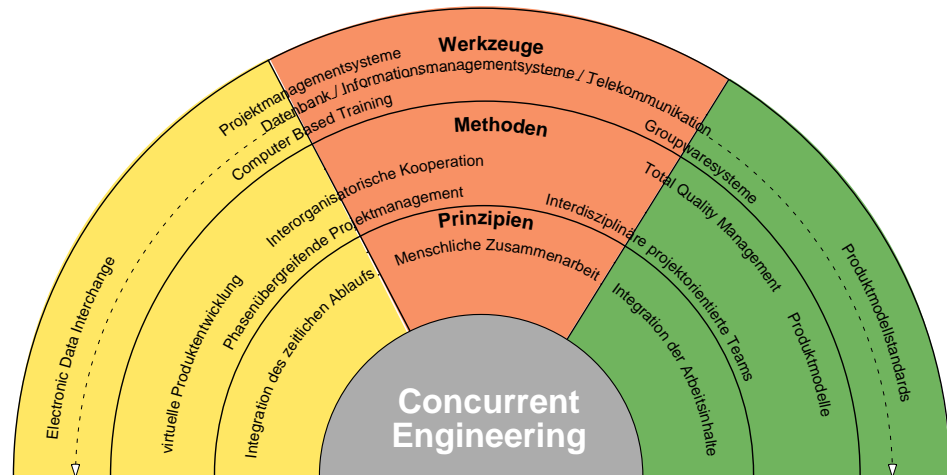 Werkzeuge
Projektmanagementsysteme
Datenbank / Informationsmanagementsysteme / Telekommunikation
Computer Based Training
Groupwaresysteme
Electronic Data Interchange
Produktmodellstandards
Methoden
Interorganisatorische Kooperation
Total Quality Management
Phasenübergreifende Projektmanagement
Interdisziplinäre projektorientierte Teams
virtuelle Produktentwicklung
Produktmodelle
Prinzipien
Menschliche Zusammenarbeit
Integration des zeitlichen Ablaufs
Integration der Arbeitsinhalte
Concurrent
Engineering